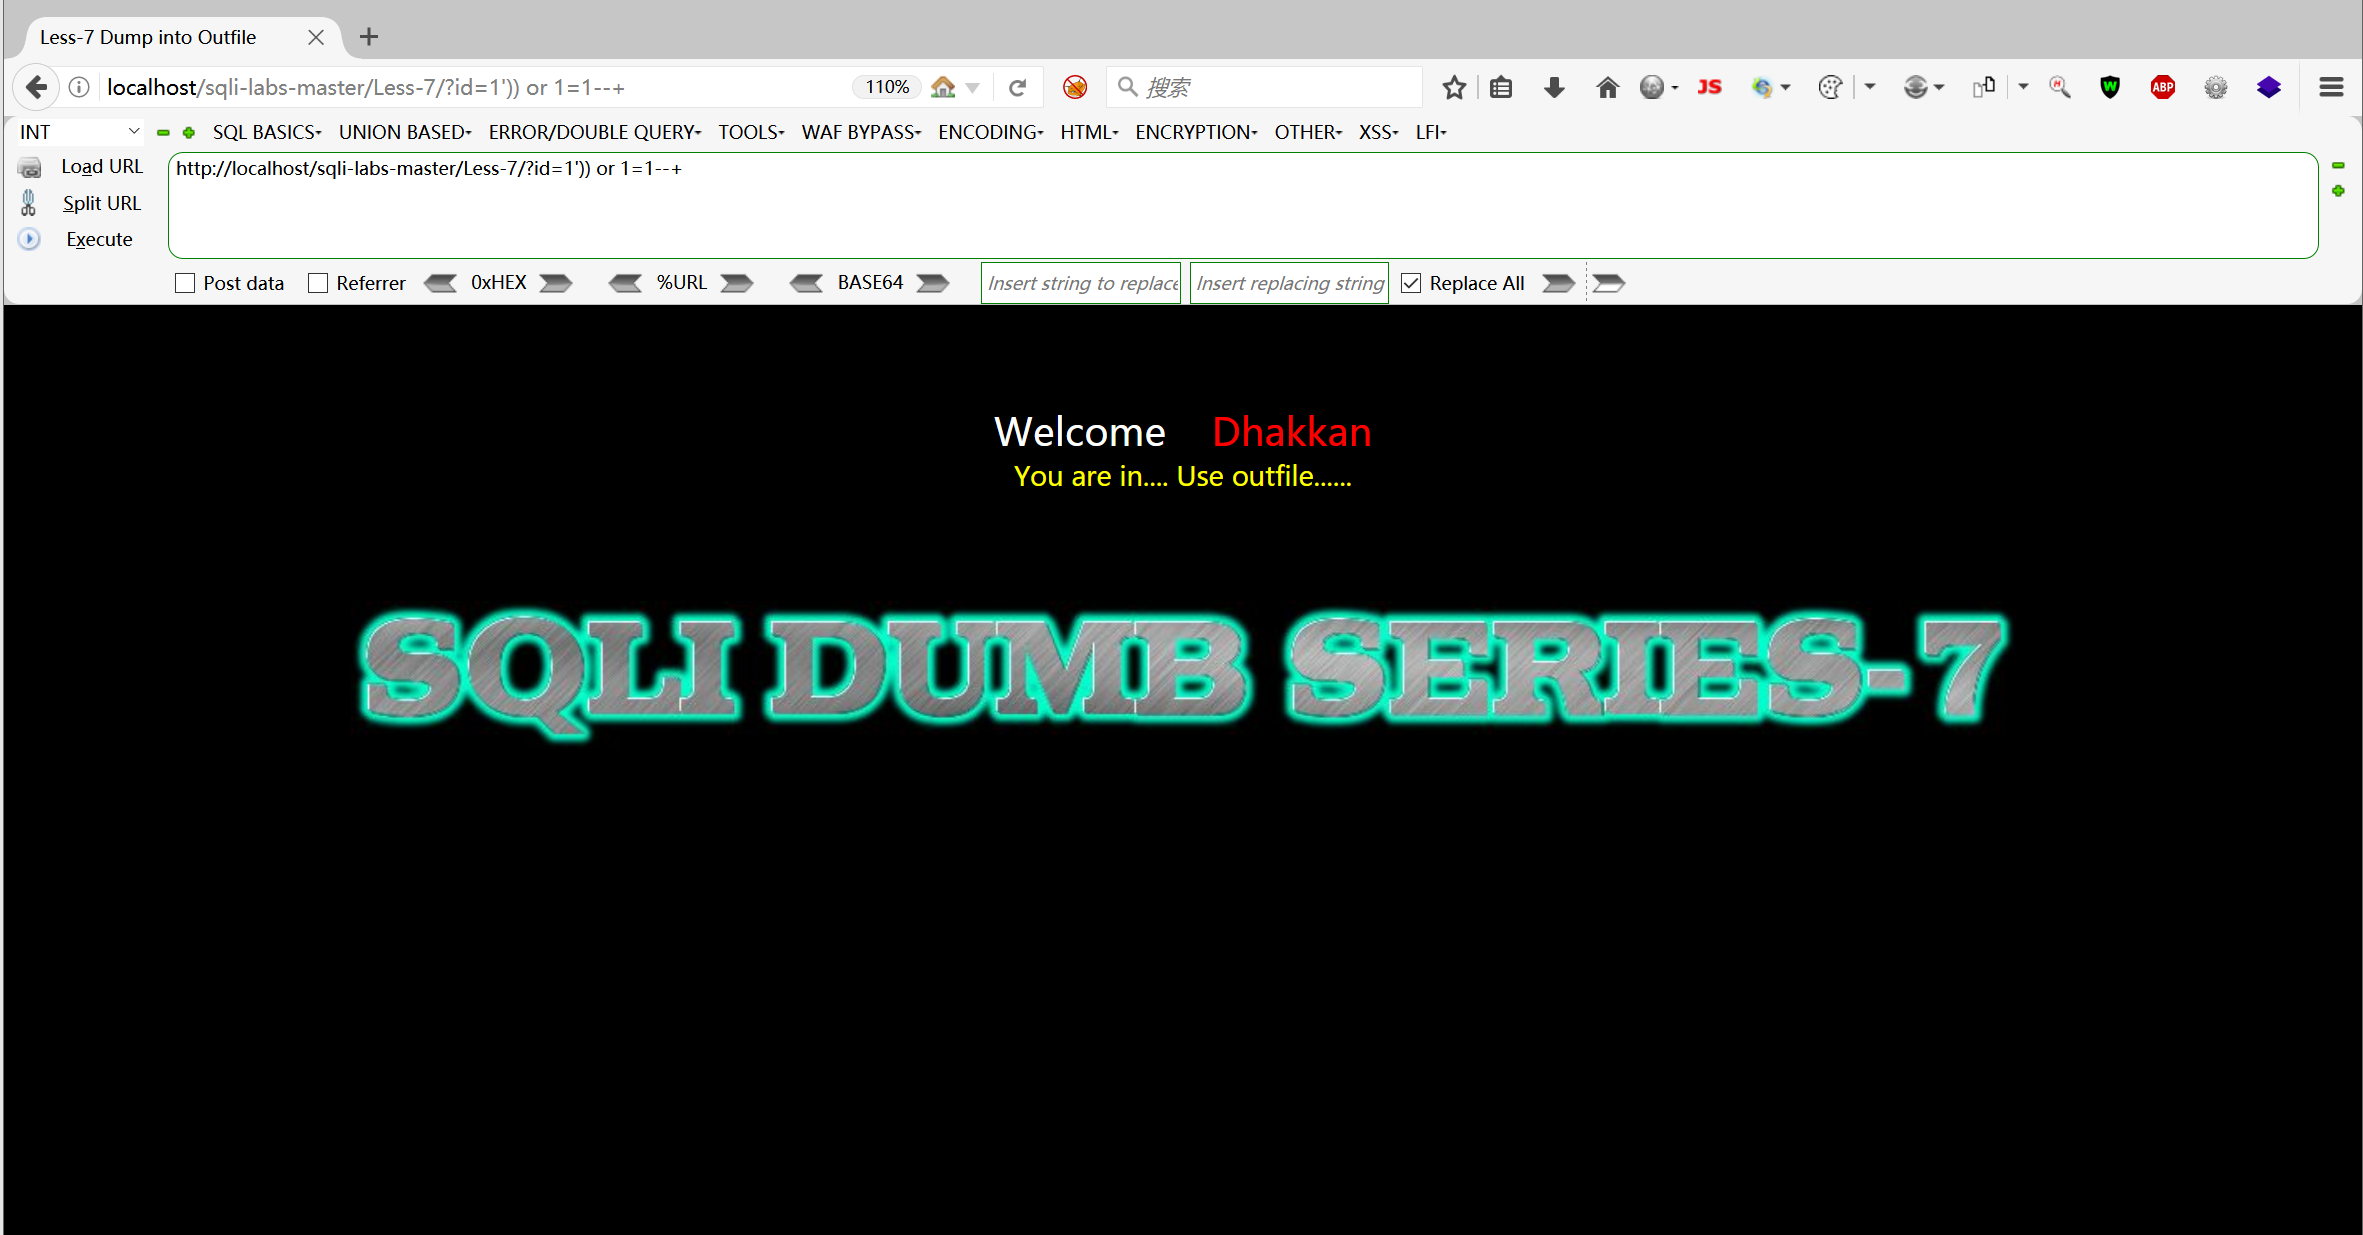 Less-7 Dump into Outfile
localhost/sqli-labs-master/Less-7/?id=1')) or 1=1--+ 110% 搜索 JS W ABP
INT SQL BASICS UNION BASED ERROR/DOUBLE QUERY TOOLS WAF BYPASS ENCODING HTML ENCRYPTION OTHER XSS LFI
Load URL http://localhost/sqli-labs-master/Less-7/?id=1')) or 1=1--+
Split URL
Execute
Post data Referrer 0xHEX %URL BASE64 Insert string to replace Insert replacing string Replace All
Welcome Dhakkan
You are in.... Use outfile......
SQLI DUMB SERIES-7